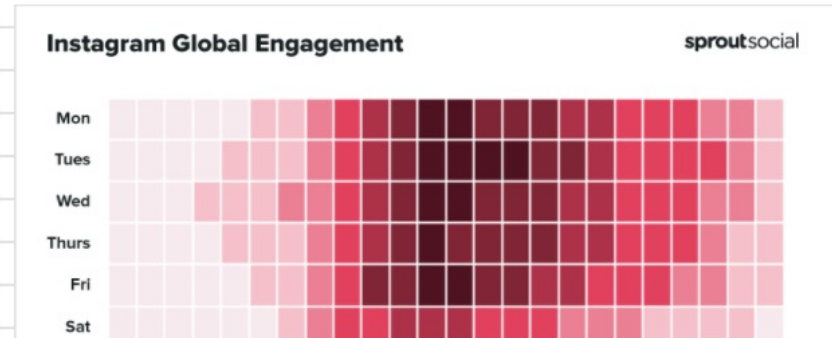 Instagram Global Engagement
sproutsocial
Mon
Tues
Wed
Thurs
Fri
Sat